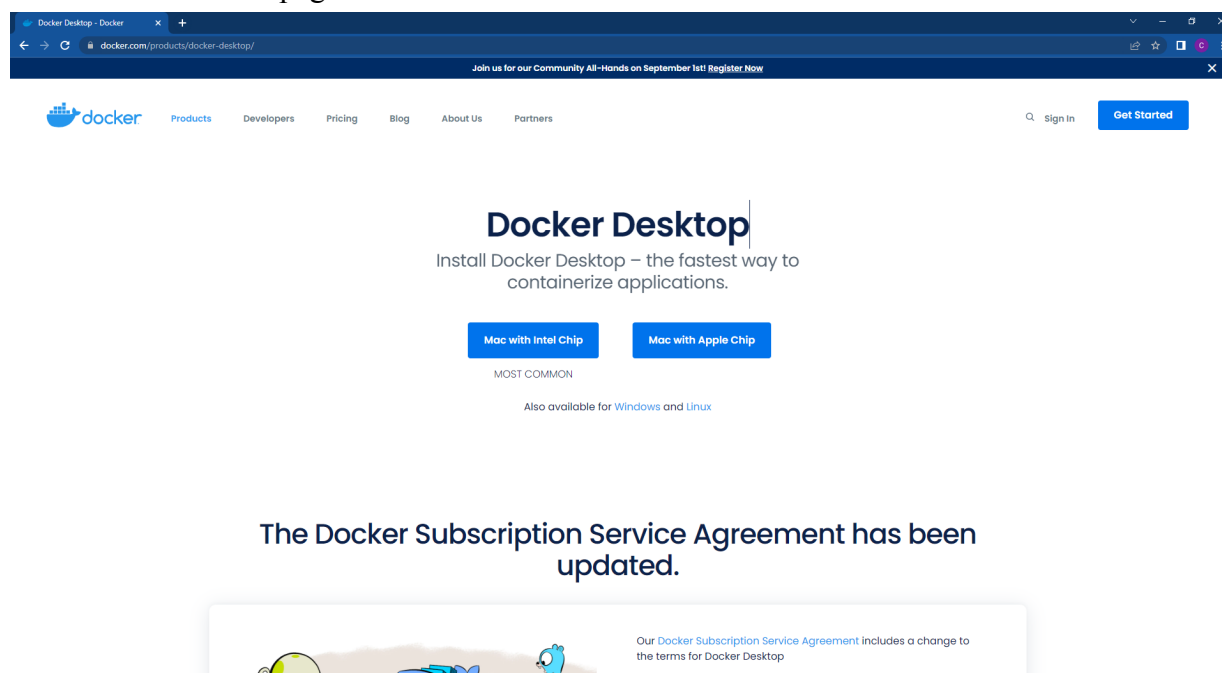 pag
Docker Desktop - Docker
docker.com/products/docker-desktop/
C
Join us for our Community All-Hands on September 1st! Register Now
docker
Products Developers Pricing Blog About Us Partners
Sign In
Get Started
Docker Desktop
Install Docker Desktop – the fastest way to
containerize applications.
Mac with Intel Chip
Mac with Apple Chip
MOST COMMON
Also available for Windows and Linux
The Docker Subscription Service Agreement has been
updated.
Our Docker Subscription Service Agreement includes a change to
the terms for Docker Desktop